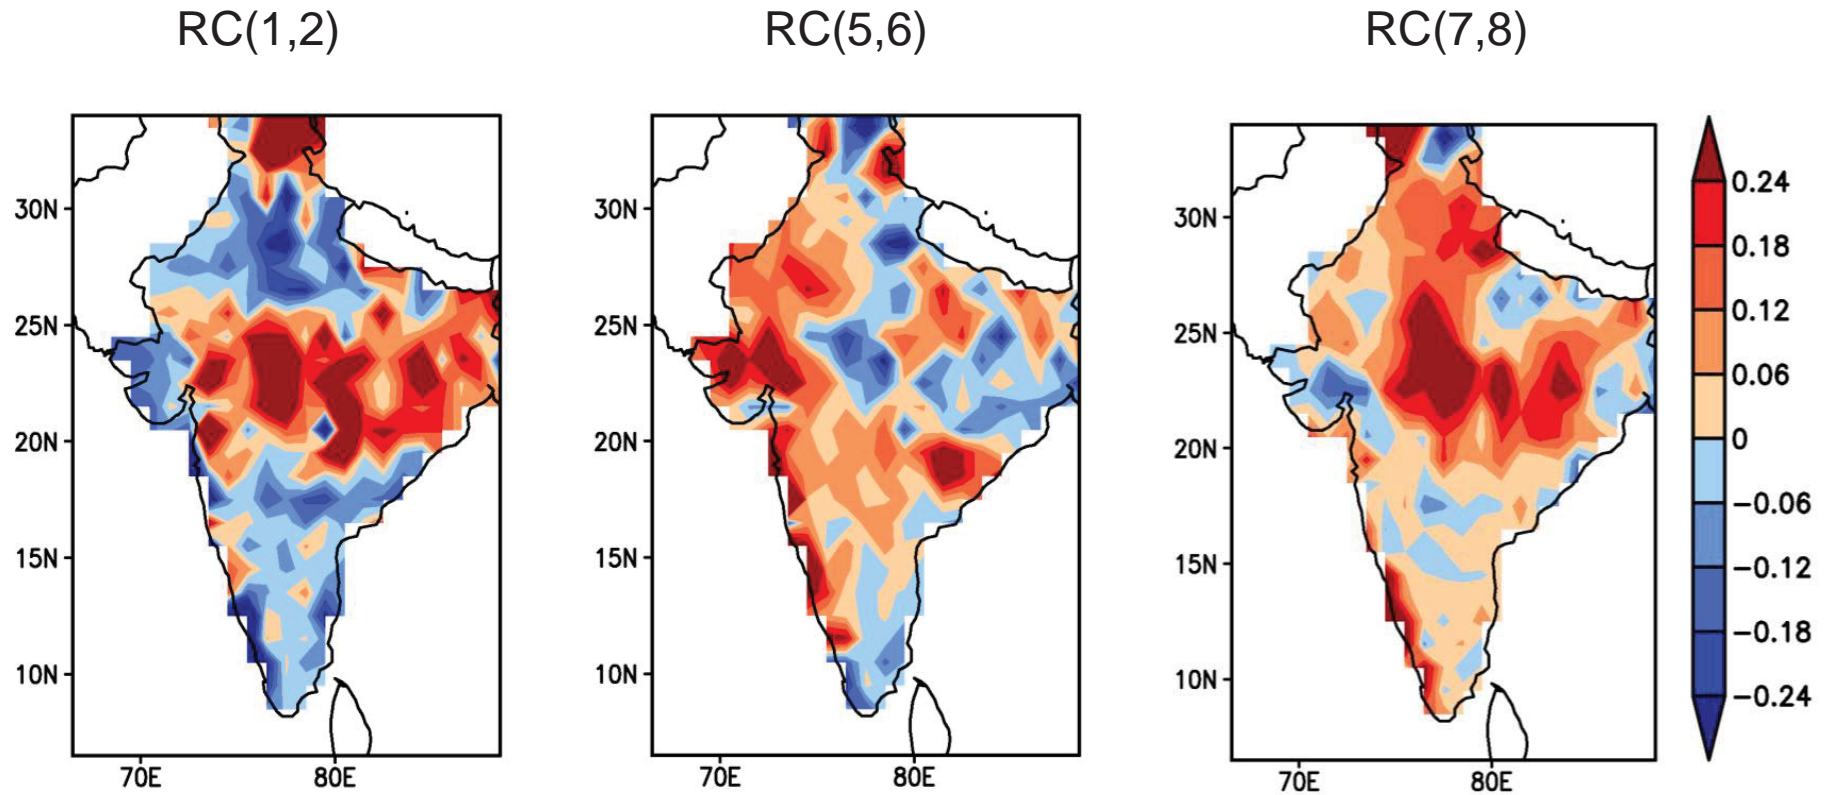 RC(1,2)
RC(5,6)
RC(7,8)
30N
25N
20N
15N
10N
70E
80E
30N
25N
20N
15N
10N
70E
80E
30N
25N
20N
15N
10N
70E
80E
0.24
0.18
0.12
0.06
0
−0.06
−0.12
−0.18
−0.24